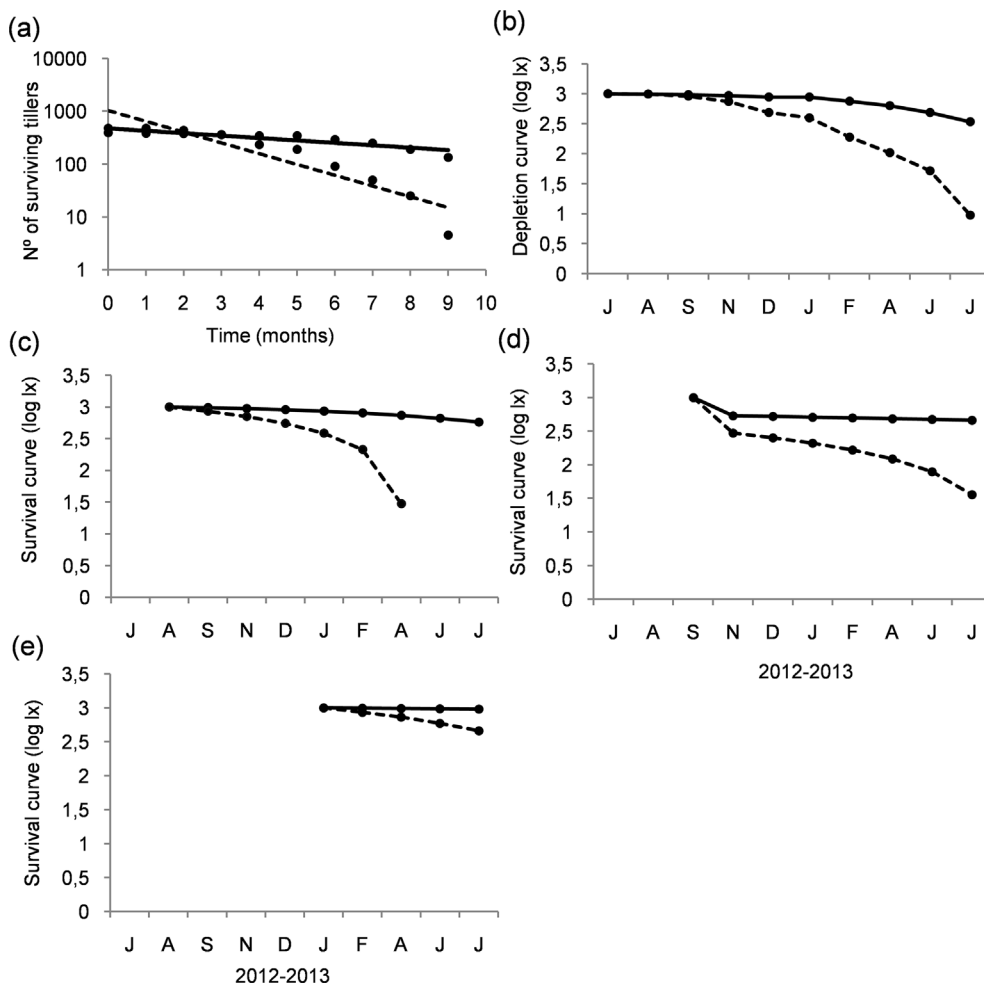 (a)
Nº of surviving tillers
10000
1000
100
10
1
0 1 2 3 4 5 6 7 8 9 10
Time (months)
(b)
Depletion curve (log lx)
3,5
3
2,5
2
1,5
1
0,5
0
J A S N D J F A J J
(c)
Survival curve (log lx)
3,5
3
2,5
2
1,5
1
0,5
0
J A S N D J F A J J
(d)
Survival curve (log lx)
3,5
3
2,5
2
1,5
1
0,5
0
J A S N D J F A J J
2012-2013
(e)
Survival curve (log lx)
3,5
3
2,5
2
1,5
1
0,5
0
J A S N D J F A J J
2012-2013